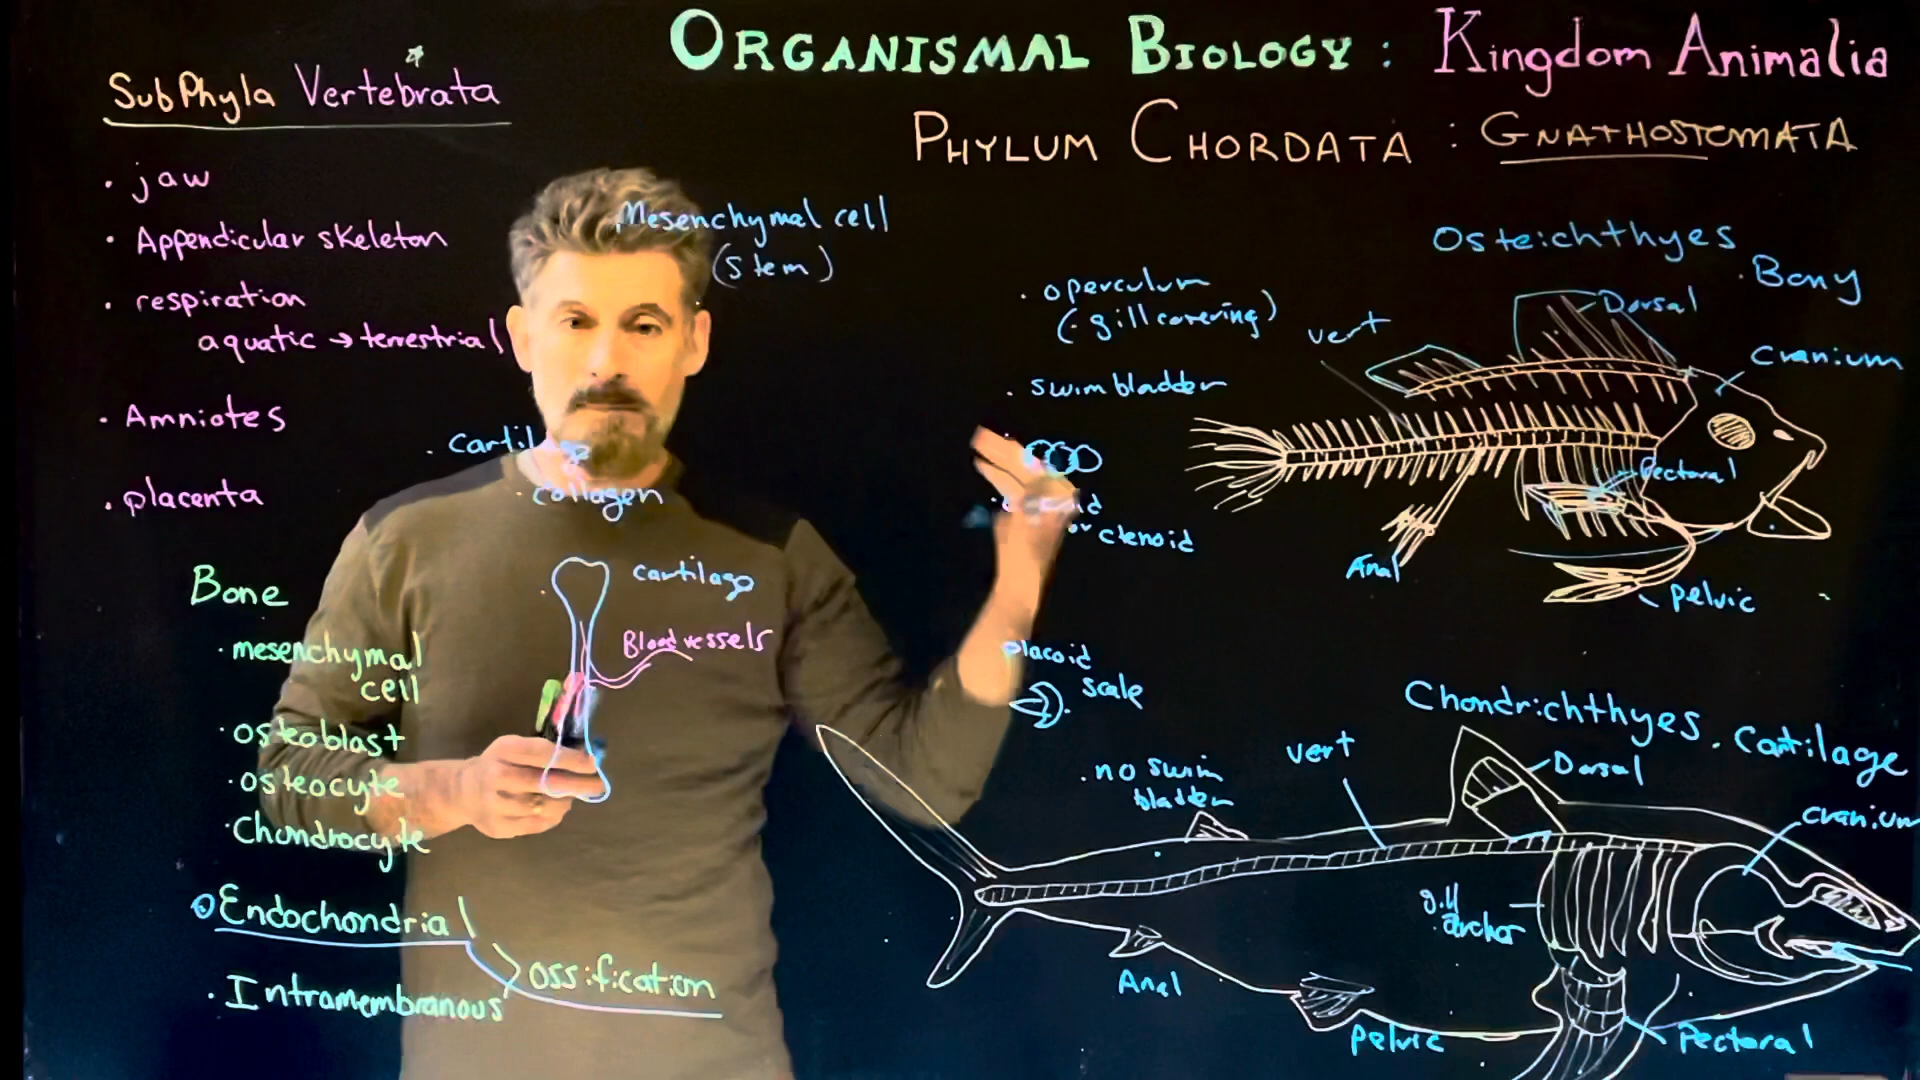 ORGANISMAL BIOLOGY : Kingdom Animalia
PHYLUM CHORDATA : GNATHOSTOMATA
SubPhyla Vertebrata
· jaw
· Appendicular skeleton
· respiration
aquatic → terrestrial
· Amniotes
· placenta
Mesenchymal cell
(stem)
· collagen
cartilage
Blood vessels
Bone
· mesenchymal
cell
· osteoblast
· osteocyte
· Chondrocyte
Endochondrial
· Intramembranous
ossification
Osteichthyes
· Bony
· operculum
(· gill covering)
· swim bladder
or ctenoid
vert
Dorsal
cranium
Pectoral
Anal
pelvic
placoid
scale
Chondrichthyes · Cartilage
· no swim
bladder
vert
Dorsal
cranium
gill
Anal
Pelvic
Pectoral